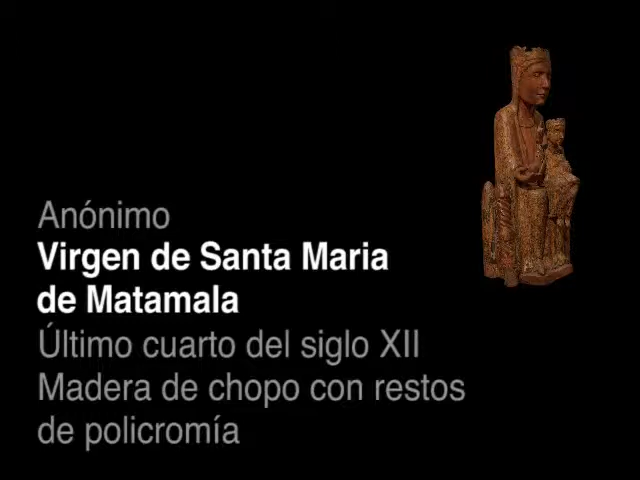 Anónimo
Virgen de Santa Maria
de Matamala
Último cuarto del siglo XII
Madera de chopo con restos
de policromía